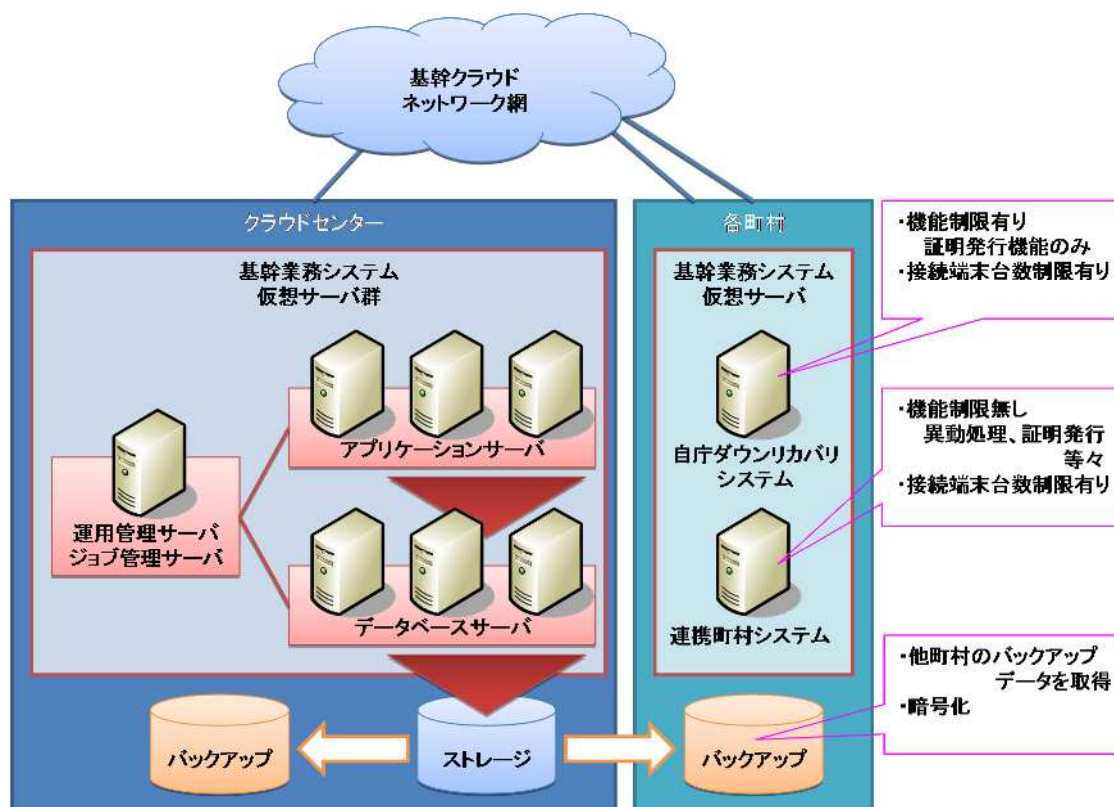 基幹クラウド
ネットワーク網
クラウドセンター
基幹業務システム
仮想サーバ群
アプリケーションサーバ
運用管理サーバ
ジョブ管理サーバ
データベースサーバ
バックアップ
ストレージ
各町村
基幹業務システム
仮想サーバ
自庁ダウンリカバリ
システム
連携町村システム
バックアップ
・機能制限有り
証明発行機能のみ
・接続端末台数制限有り
・機能制限無し
異動処理、証明発行
等々
・接続端末台数制限有り
・他町村のバックアップ
データを取得
・暗号化